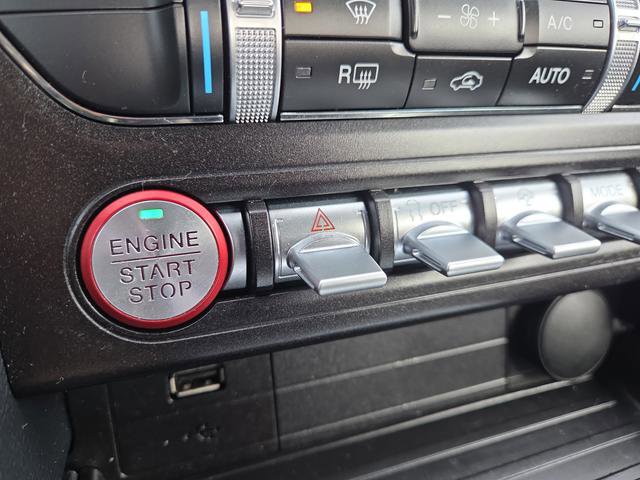 - +
A/C
R
AUTO
ENGINE
START
STOP
OFF
MODE